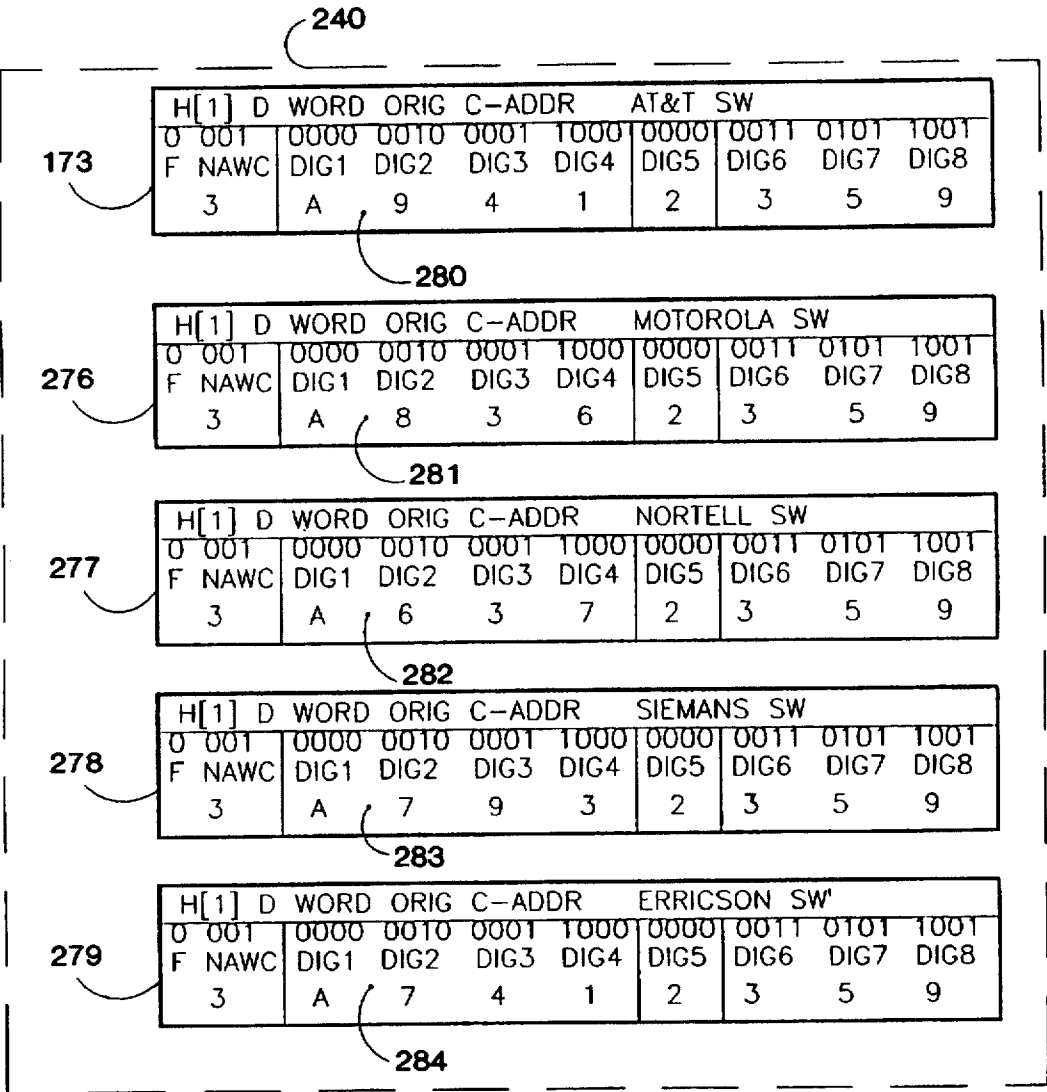 240
H[1] D WORD ORIG C-ADDR AT&T SW
0 001 0000 0010 0001 1000 0000 0011 0101 1001
173 F NAWC DIG1 DIG2 DIG3 DIG4 DIG5 DIG6 DIG7 DIG8
3 A 9 4 1 2 3 5 9
280
H[1] D WORD ORIG C-ADDR MOTOROLA SW
0 001 0000 0010 0001 1000 0000 0011 0101 1001
276 F NAWC DIG1 DIG2 DIG3 DIG4 DIG5 DIG6 DIG7 DIG8
3 A 8 3 6 2 3 5 9
281
H[1] D WORD ORIG C-ADDR NORTELL SW
0 001 0000 0010 0001 1000 0000 0011 0101 1001
277 F NAWC DIG1 DIG2 DIG3 DIG4 DIG5 DIG6 DIG7 DIG8
3 A 6 3 7 2 3 5 9
282
H[1] D WORD ORIG C-ADDR SIEMANS SW
0 001 0000 0010 0001 1000 0000 0011 0101 1001
278 F NAWC DIG1 DIG2 DIG3 DIG4 DIG5 DIG6 DIG7 DIG8
3 A 7 9 3 2 3 5 9
283
H[1] D WORD ORIG C-ADDR ERRICSON SW'
0 001 0000 0010 0001 1000 0000 0011 0101 1001
279 F NAWC DIG1 DIG2 DIG3 DIG4 DIG5 DIG6 DIG7 DIG8
3 A 7 4 1 2 3 5 9
284